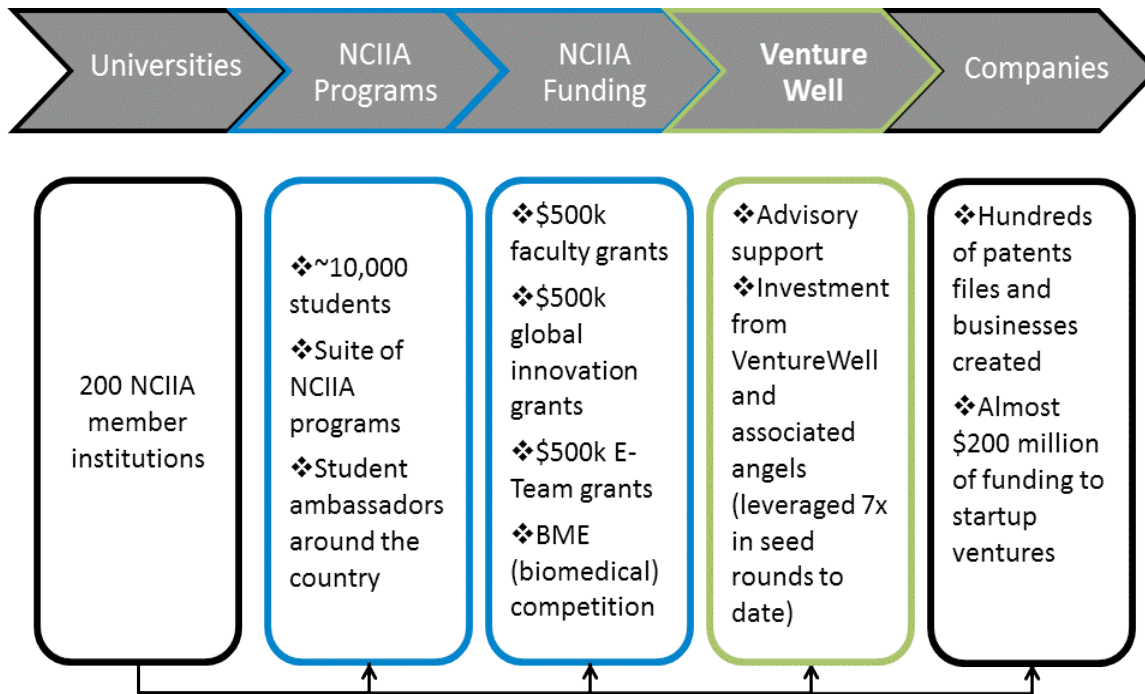 Universities
NCIIA
Programs
NCIIA
Funding
Venture
Well
Companies
200 NCIIA
member
institutions
❖~10,000
students
❖Suite of
NCIIA
programs
❖Student
ambassadors
around the
country
❖$500k
faculty grants
❖$500k
global
innovation
grants
❖$500k E-
Team grants
❖BME
(biomedical)
competition
❖Advisory
support
❖Investment
from
VentureWell
and
associated
angels
(leveraged 7x
in seed
rounds to
date)
❖Hundreds
of patents
files and
businesses
created
❖Almost
$200 million
of funding to
startup
ventures